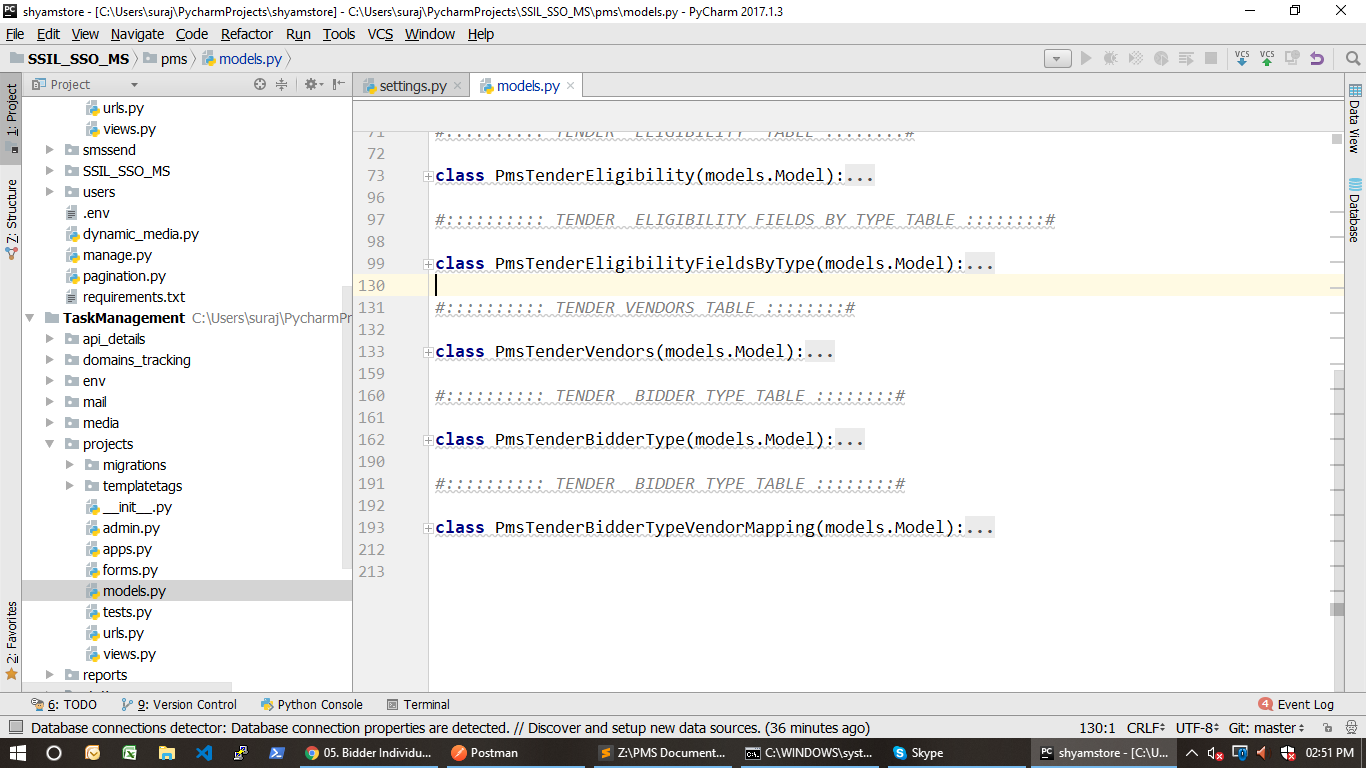 shyamstore - [C:\Users\suraj\PycharmProjects\shyamstore] - C:\Users\suraj\PycharmProjects\SSIL_SSO_MS\pms\models.py - PyCharm 2017.1.3
File Edit View Navigate Code Refactor Run Tools VCS Window Help
SSIL_SSO_MS pms models.py
VCS VCS
Project
settings.py models.py
1: Project
Z: Structure
2: Favorites
urls.py
views.py
smssend
SSIL_SSO_MS
users
.env
dynamic_media.py
manage.py
pagination.py
requirements.txt
TaskManagement C:\Users\suraj\PycharmPr
api_details
domains_tracking
env
mail
media
projects
migrations
templatetags
__init__.py
admin.py
apps.py
forms.py
models.py
tests.py
urls.py
views.py
reports
71 #:::::::::: TENDER  ELIGIBILITY  TABLE ::::::::#
72
73 class PmsTenderEligibility(models.Model):...
96
97 #:::::::::: TENDER  ELIGIBILITY FIELDS BY TYPE TABLE ::::::::#
98
99 class PmsTenderEligibilityFieldsByType(models.Model):...
130
131 #:::::::::: TENDER VENDORS TABLE ::::::::#
132
133 class PmsTenderVendors(models.Model):...
159
160 #:::::::::: TENDER  BIDDER TYPE TABLE ::::::::#
161
162 class PmsTenderBidderType(models.Model):...
190
191 #:::::::::: TENDER  BIDDER TYPE TABLE ::::::::#
192
193 class PmsTenderBidderTypeVendorMapping(models.Model):...
212
213
Data View
Database
6: TODO 9: Version Control Python Console Terminal 4 Event Log
Database connections detector: Database connection properties are detected. // Discover and setup new data sources. (36 minutes ago) 130:1 CRLF UTF-8 Git: master
05. Bidder Individu... Postman Z:\PMS Documents... C:\WINDOWS\syst... Skype shyamstore - [C:\U... 02:51 PM